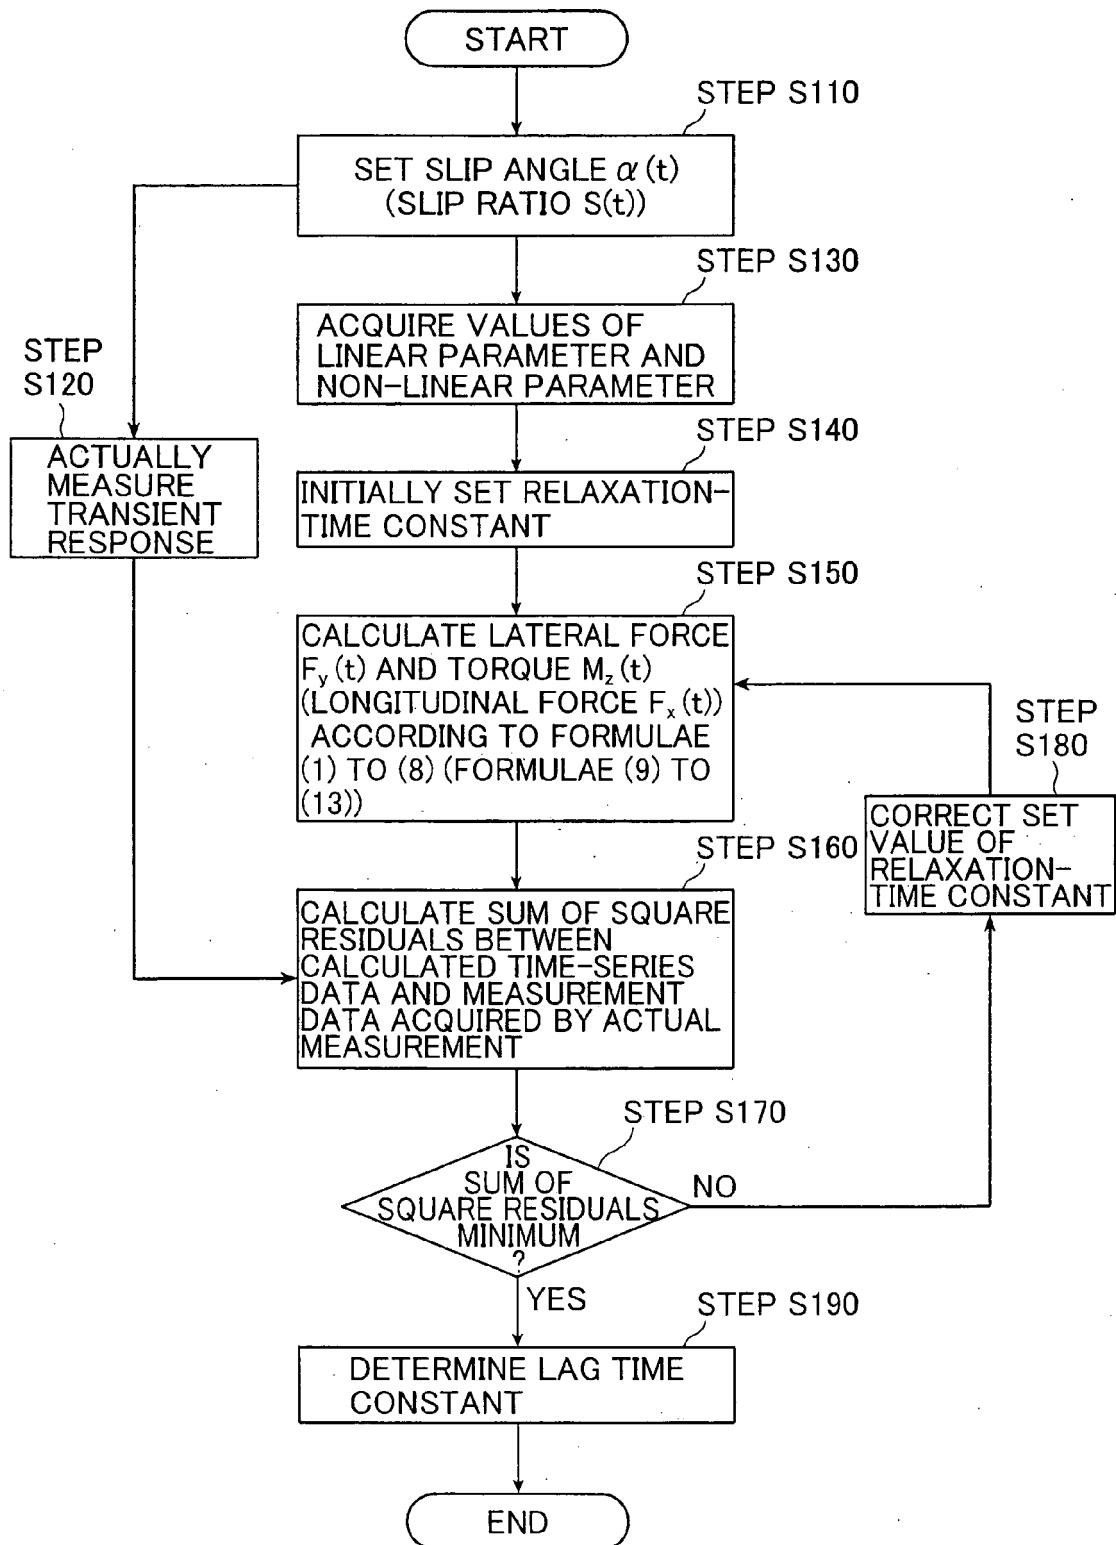 START
STEP S110
SET SLIP ANGLE α(t)
(SLIP RATIO S(t))
STEP S130
ACQUIRE VALUES OF
LINEAR PARAMETER AND
NON-LINEAR PARAMETER
STEP
S120
ACTUALLY
MEASURE
TRANSIENT
RESPONSE
STEP S140
INITIALLY SET RELAXATION-
TIME CONSTANT
STEP S150
CALCULATE LATERAL FORCE
Fy(t) AND TORQUE Mz(t)
(LONGITUDINAL FORCE Fx(t))
ACCORDING TO FORMULAE
(1) TO (8) (FORMULAE (9) TO
(13))
STEP
S180
CORRECT SET
VALUE OF
RELAXATION-
TIME CONSTANT
STEP S160
CALCULATE SUM OF SQUARE
RESIDUALS BETWEEN
CALCULATED TIME-SERIES
DATA AND MEASUREMENT
DATA ACQUIRED BY ACTUAL
MEASUREMENT
STEP S170
IS
SUM OF
SQUARE RESIDUALS
MINIMUM
?
NO
YES
STEP S190
DETERMINE LAG TIME
CONSTANT
END